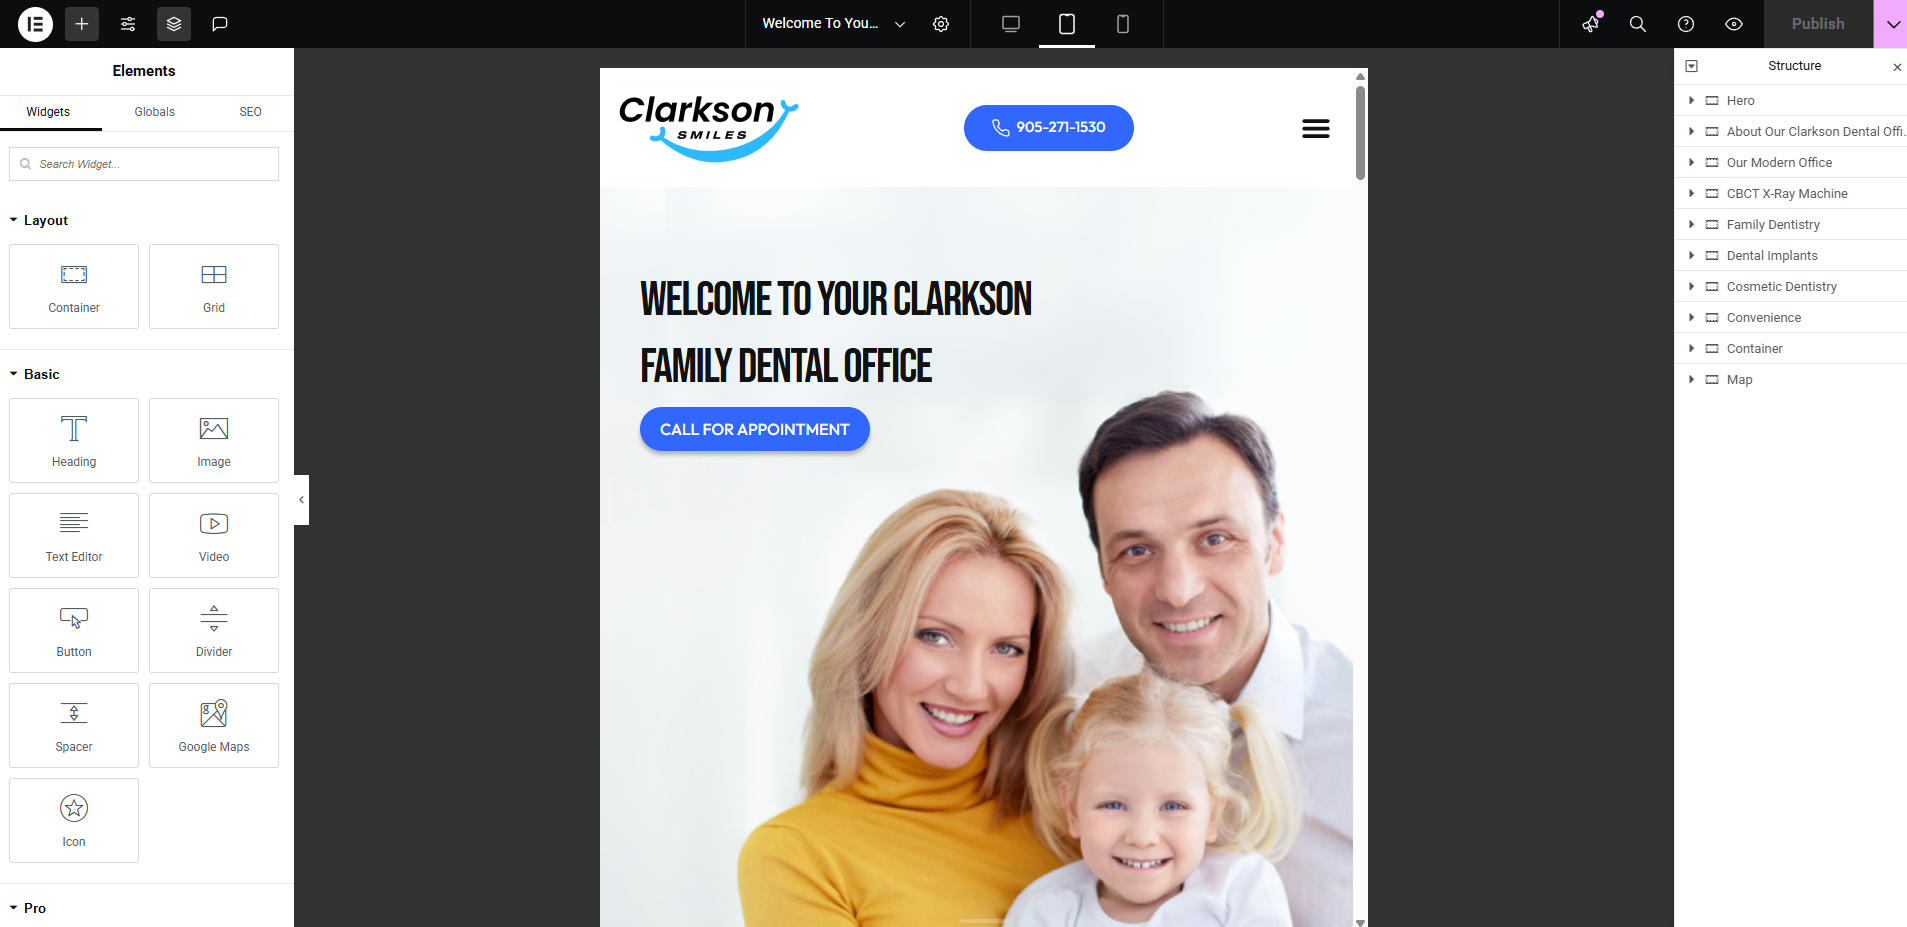 Welcome To You...
Publish
Elements
Widgets
Globals
SEO
Search Widget...
Layout
Container
Grid
Basic
Heading
Image
Text Editor
Video
Button
Divider
Spacer
Google Maps
Icon
Pro
Clarkson
SMILES
905-271-1530
WELCOME TO YOUR CLARKSON
FAMILY DENTAL OFFICE
CALL FOR APPOINTMENT
Structure
Hero
About Our Clarkson Dental Offi.
Our Modern Office
CBCT X-Ray Machine
Family Dentistry
Dental Implants
Cosmetic Dentistry
Convenience
Container
Map